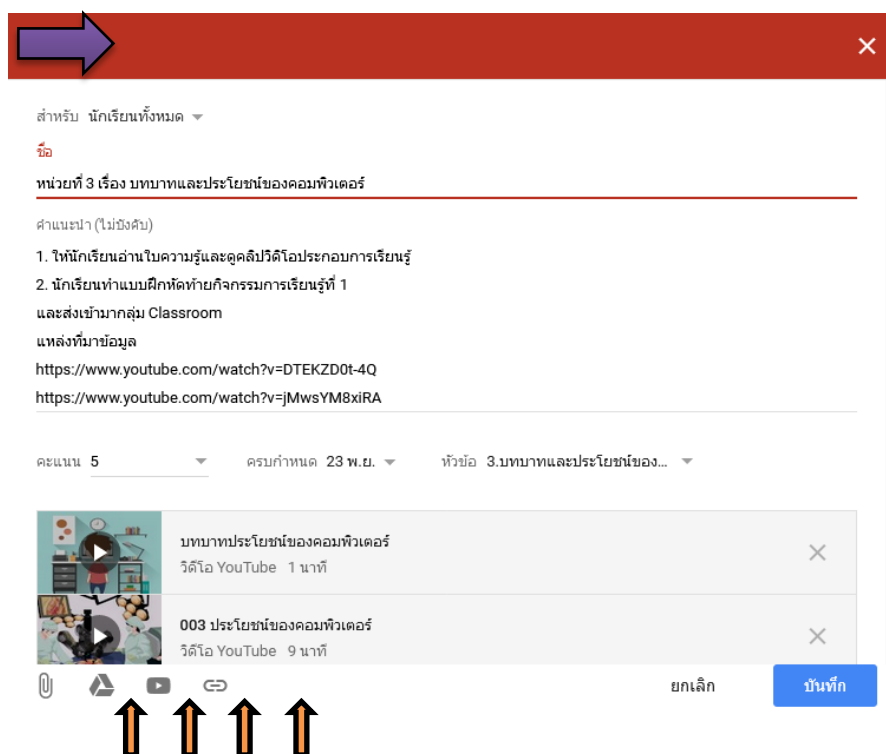 สำหรับ นักเรียนทั้งหมด
ชื่อ
หน่วยที่ 3 เรื่อง บทบาทและประโยชน์ของคอมพิวเตอร์
คำแนะนำ (ไม่บังคับ)
1. ให้นักเรียนอ่านใบความรู้และดูคลิปวิดีโอประกอบการเรียนรู้
2. นักเรียนทำแบบฝึกหัดท้ายกิจกรรมการเรียนรู้ที่ 1
และส่งเข้ามากลุ่ม Classroom
แหล่งที่มาข้อมูล
https://www.youtube.com/watch?v=DTEKZD0t-4Q
https://www.youtube.com/watch?v=jMwsYM8xiRA
คะแนน 5 ครบกำหนด 23 พ.ย. หัวข้อ 3.บทบาทและประโยชน์ของ...
บทบาทประโยชน์ของคอมพิวเตอร์
วิดีโอ YouTube 1 นาที
003 ประโยชน์ของคอมพิวเตอร์
วิดีโอ YouTube 9 นาที
ยกเลิก บันทึก